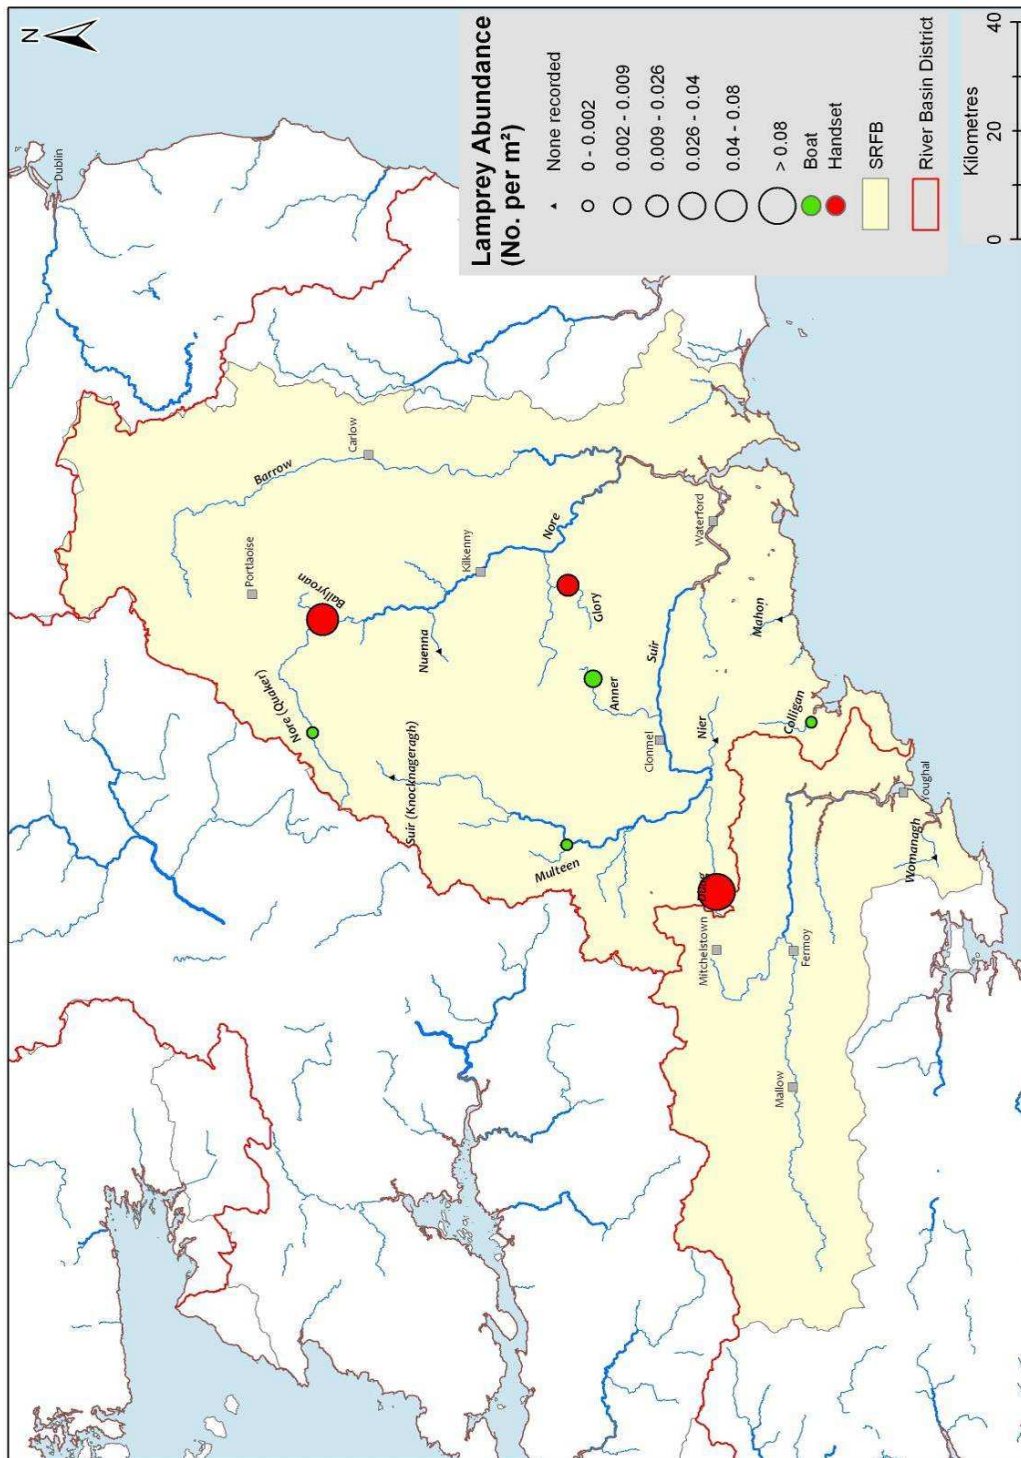 N
Dublin
Lamprey Abundance
(No. per m²)
None recorded
0 - 0.002
0.002 - 0.009
0.009 - 0.026
0.026 - 0.04
0.04 - 0.08
> 0.08
Boat
Handset
SRFB
River Basin District
Kilometres
0 20 40
Portlaoise
Barrow
Carlow
Ballyroan
Nore (Quaker)
Kilkenny
Nore
Nuenna
Suir (Knocknageragh)
Glory
Anner
Multeen
Suir
Waterford
Clonmel
Nier
Mahon
Colligan
Mitchelstown
Fermoy
Mallow
Youghal
Womanagh